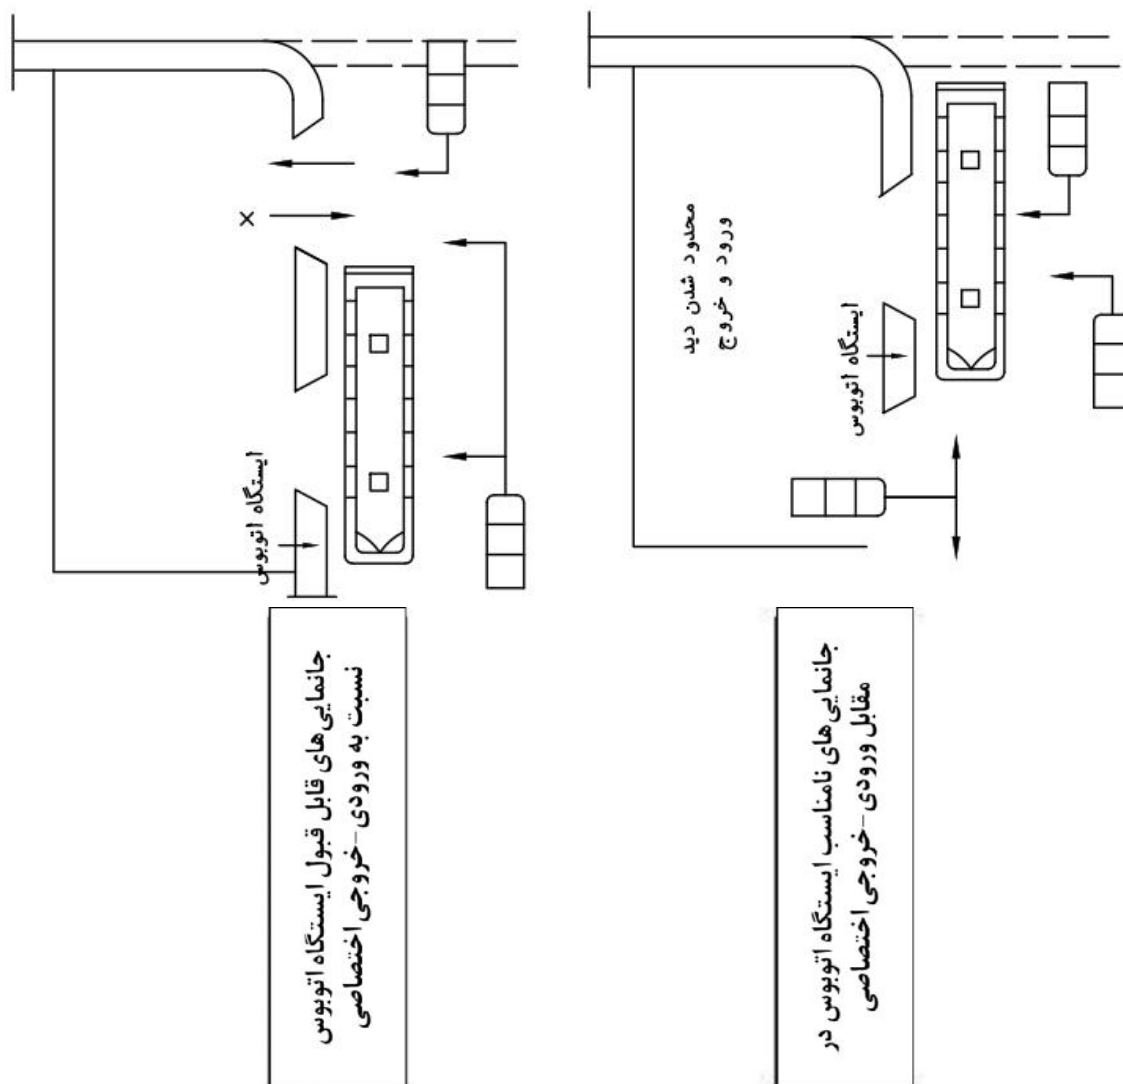 ×
ایستگاه اتوبوس
محدود شدن دید
ورود و خروج
ایستگاه اتوبوس
جانمایی‌های قابل قبول ایستگاه اتوبوس
نسبت به ورودی-خروجی اختصاصی
جانمایی‌های نامناسب ایستگاه اتوبوس در
مقابل ورودی-خروجی اختصاصی